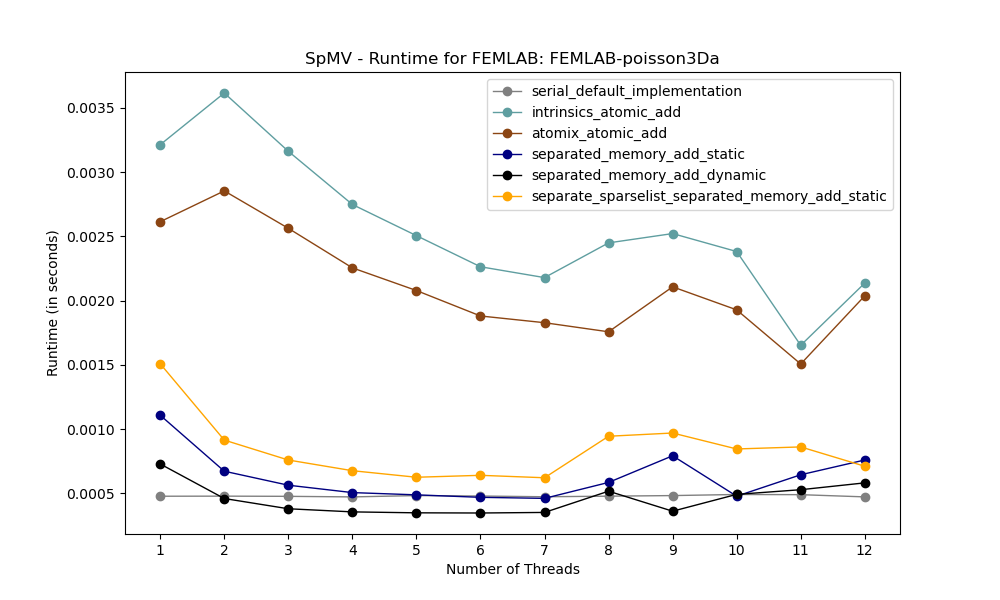 SpMV - Runtime for FEMLAB: FEMLAB-poisson3Da
serial_default_implementation
intrinsics_atomic_add
atomix_atomic_add
separated_memory_add_static
separated_memory_add_dynamic
separate_sparselist_separated_memory_add_static
Runtime (in seconds)
0.0035
0.0030
0.0025
0.0020
0.0015
0.0010
0.0005
1 2 3 4 5 6 7 8 9 10 11 12
Number of Threads